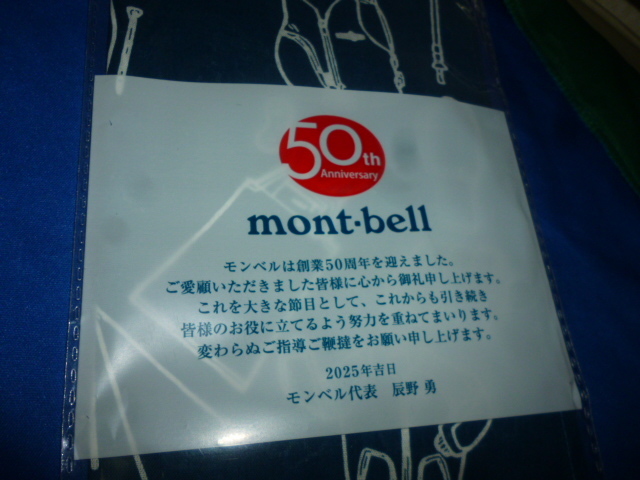 50th
Anniversary
mont·bell
モンベルは創業50周年を迎えました。
ご愛顧いただきました皆様に心から御礼申し上げます。
これを大きな節目として、これからも引き続き
皆様のお役に立てるよう努力を重ねてまいります。
変わらぬご指導ご鞭撻をお願い申し上げます。
2025年吉日
モンベル代表 辰野 勇